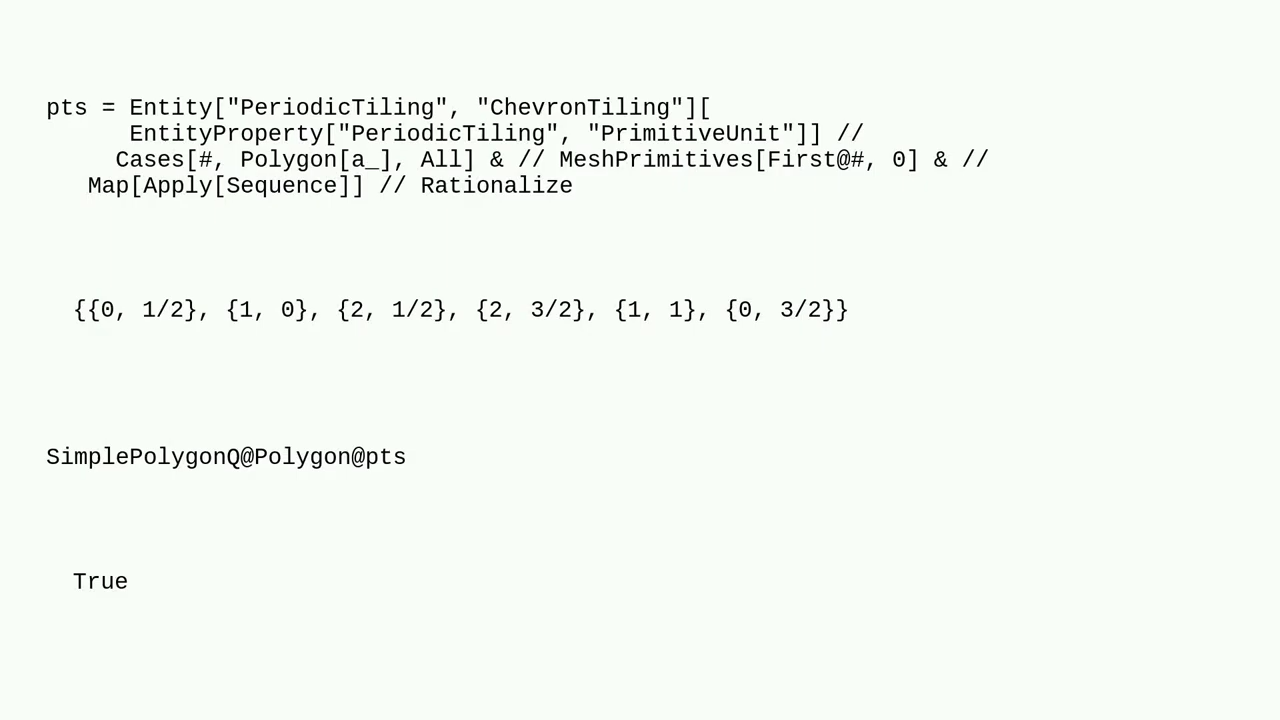 pts = Entity["PeriodicTiling", "ChevronTiling"][
EntityProperty["PeriodicTiling", "PrimitiveUnit"]] //
Cases[#, Polygon[a_], All] & // MeshPrimitives[First@#, 0] & //
Map[Apply[Sequence]] // Rationalize
{{0, 1/2}, {1, 0}, {2, 1/2}, {2, 3/2}, {1, 1}, {0, 3/2}}
SimplePolygonQ@Polygon@pts
True